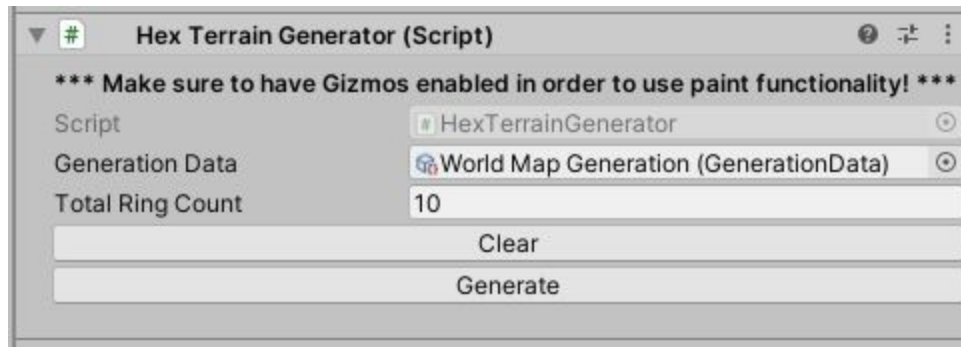 # Hex Terrain Generator (Script)
*** Make sure to have Gizmos enabled in order to use paint functionality! ***
Script # HexTerrainGenerator
Generation Data World Map Generation (GenerationData)
Total Ring Count 10
Clear
Generate